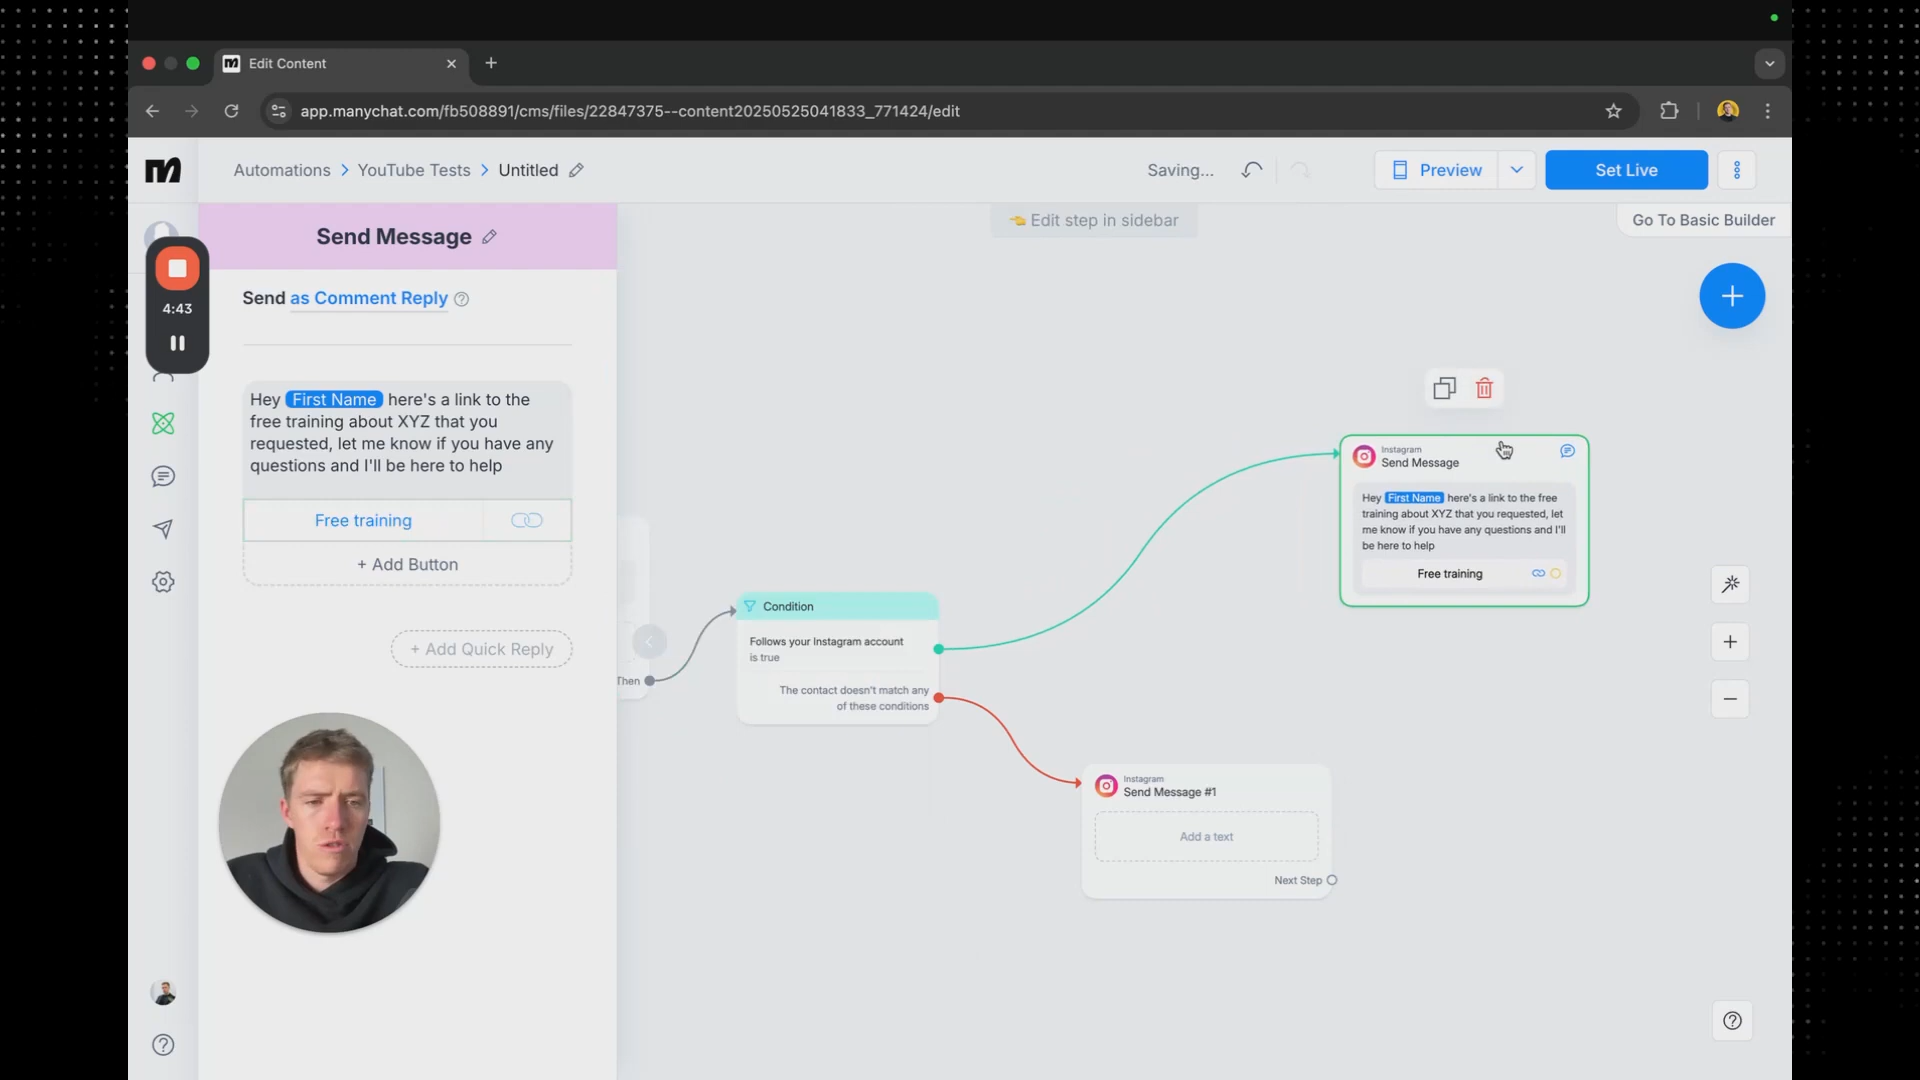 Edit Content
app.manychat.com/fb508891/cms/files/22847375--content20250525041833_771424/edit
Automations > YouTube Tests > Untitled
Saving...
Preview
Set Live
Send Message
Edit step in sidebar
Go To Basic Builder
4:43
Send as Comment Reply
Hey First Name here's a link to the
free training about XYZ that you
requested, let me know if you have any
questions and I'll be here to help
Free training
+ Add Button
+ Add Quick Reply
Then
Condition
Follows your Instagram account
is true
The contact doesn't match any
of these conditions
Instagram
Send Message
Hey First Name here's a link to the free
training about XYZ that you requested, let
me know if you have any questions and I'll
be here to help
Free training
Instagram
Send Message #1
Add a text
Next Step